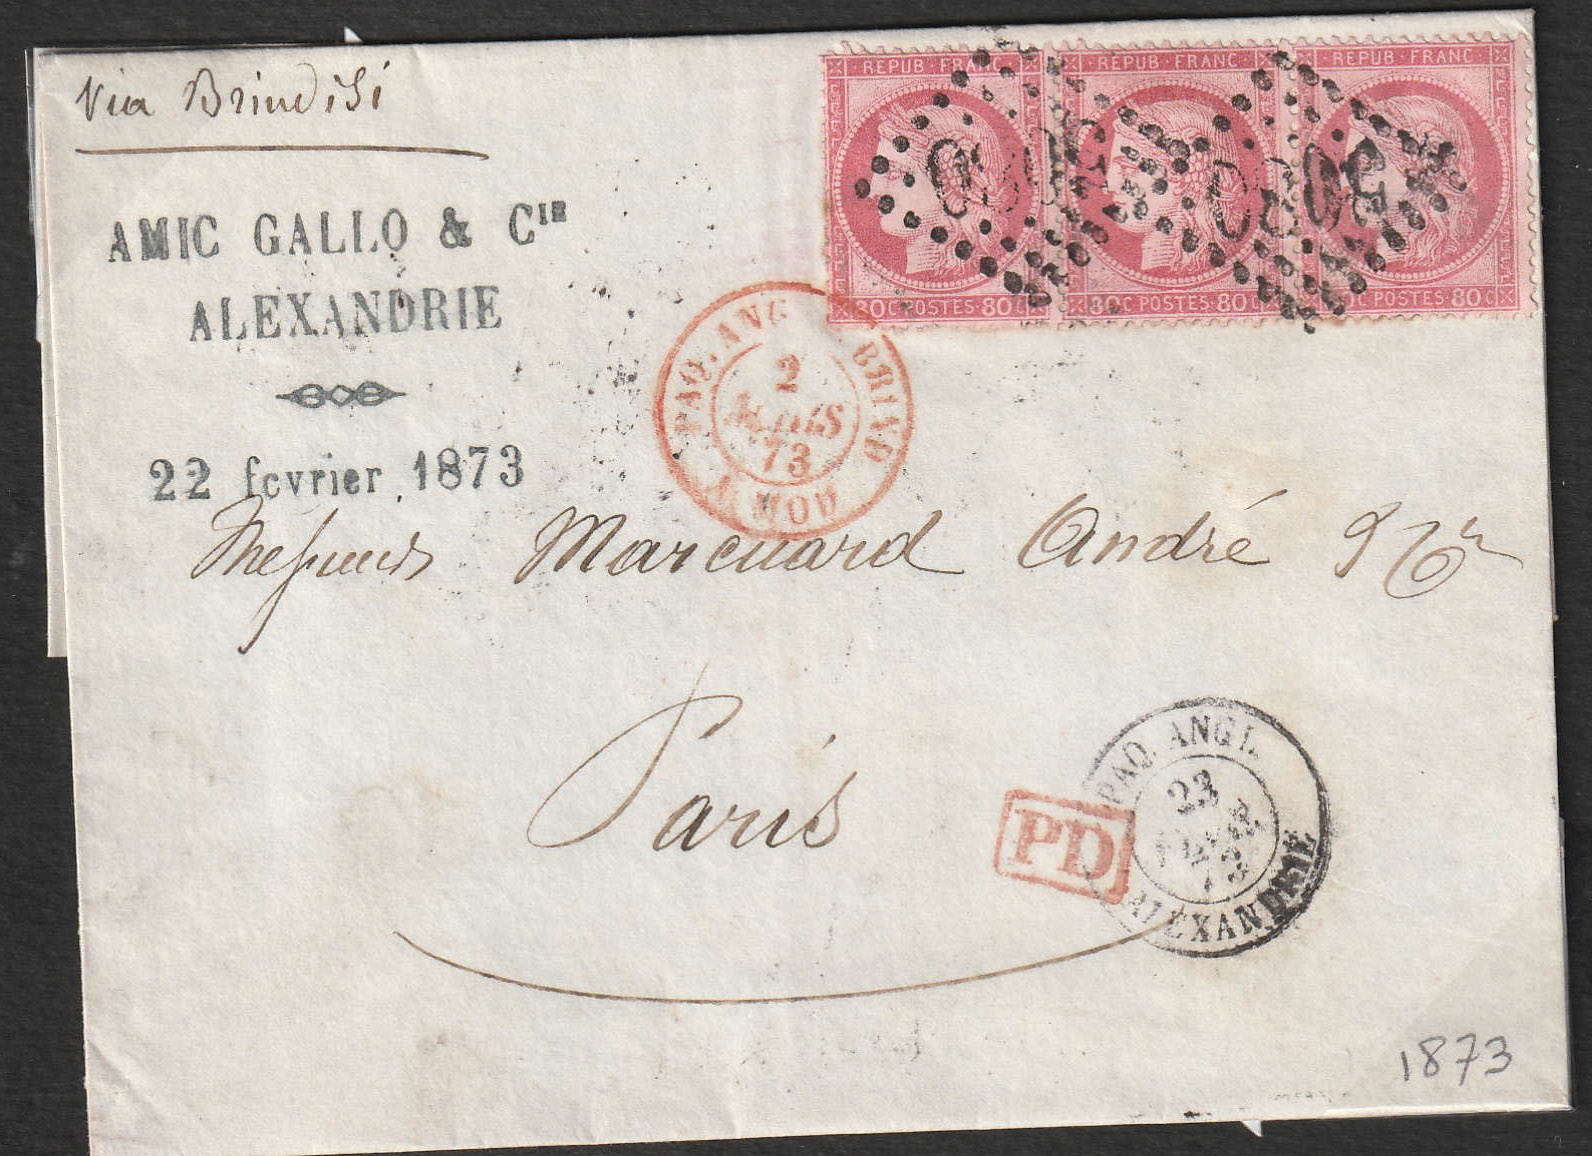 Via Brindisi
AMIC GALLO & CIE
ALEXANDRIE
22 fevrier 1873
REPUB FRANC
80 C POSTES 80 C
REPUB FRANC
80 C POSTES 80 C
REPUB FRANC
C POSTES 80 C
PAQ. ANG BRIND
2
MARS
73
MOD
Messieurs Marcuard André & Cie
Paris
PD
PAQ. ANGL.
23
FEVR
73
ALEXANDRIE
1873